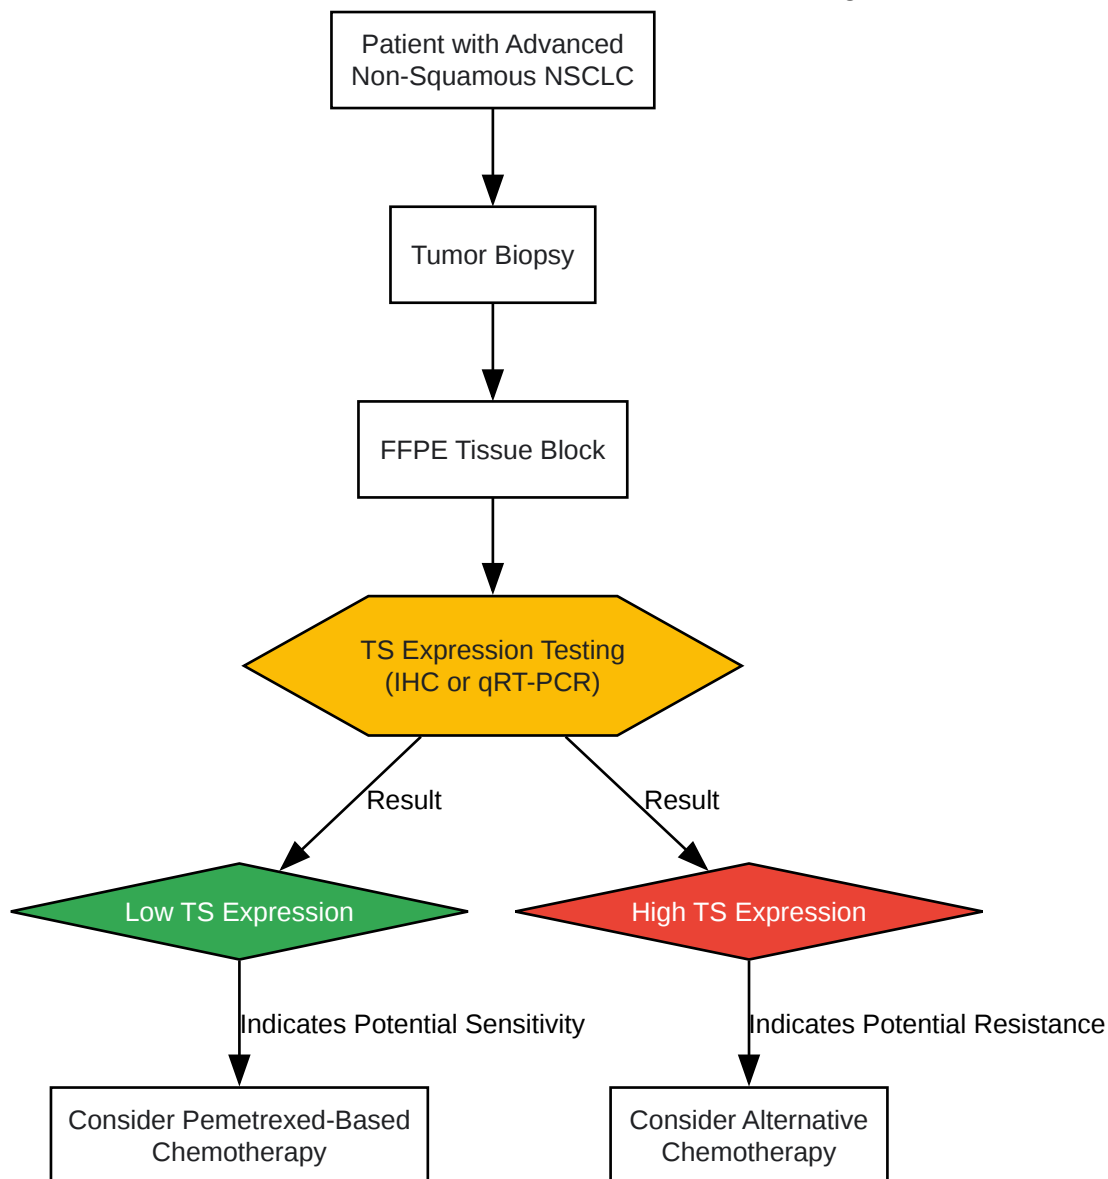 Patient with Advanced
Non-Squamous NSCLC
Tumor Biopsy
FFPE Tissue Block
TS Expression Testing
(IHC or qRT-PCR)
Result
Result
Low TS Expression
High TS Expression
Indicates Potential Sensitivity
Indicates Potential Resistance
Consider Pemetrexed-Based
Chemotherapy
Consider Alternative
Chemotherapy